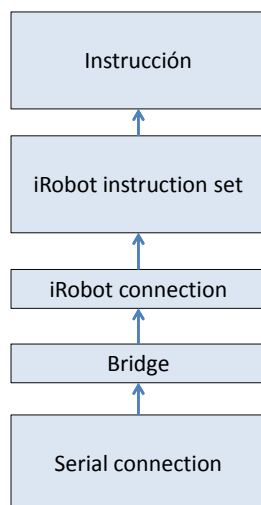 Instrucción
iRobot instruction set
iRobot connection
Bridge
Serial connection